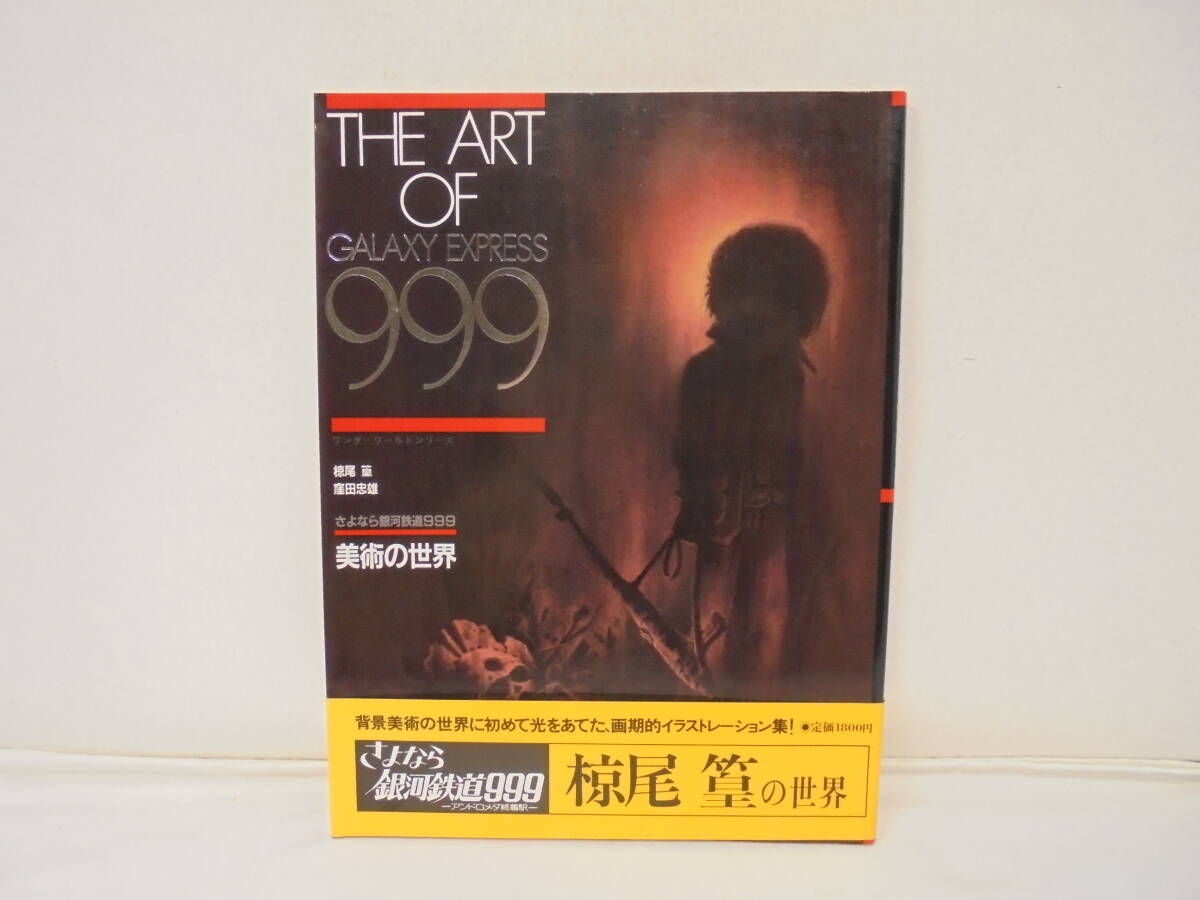 THE ART
OF
GALAXY EXPRESS
999
ワンダーワールドシリーズ
椋尾 篁
窪田忠雄
さよなら銀河鉄道999
美術の世界
背景美術の世界に初めて光をあてた、画期的イラストレーション集! ●定価1800円
さよなら
銀河鉄道999
—アンドロメダ終着駅—
椋尾 篁の世界